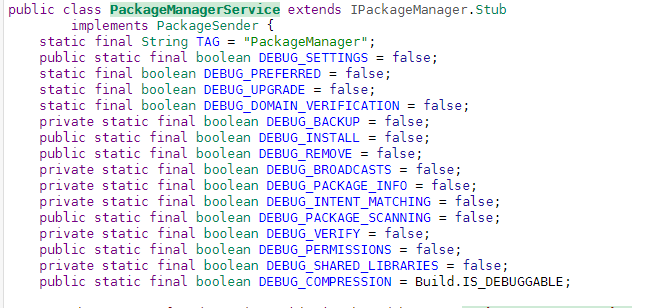 public class PackageManagerService extends IPackageManager.Stub
implements PackageSender {
static final String TAG = "PackageManager";
public static final boolean DEBUG_SETTINGS = false;
static final boolean DEBUG_PREFERRED = false;
static final boolean DEBUG_UPGRADE = false;
static final boolean DEBUG_DOMAIN_VERIFICATION = false;
private static final boolean DEBUG_BACKUP = false;
public static final boolean DEBUG_INSTALL = false;
public static final boolean DEBUG_REMOVE = false;
private static final boolean DEBUG_BROADCASTS = false;
private static final boolean DEBUG_PACKAGE_INFO = false;
private static final boolean DEBUG_INTENT_MATCHING = false;
public static final boolean DEBUG_PACKAGE_SCANNING = false;
private static final boolean DEBUG_VERIFY = false;
public static final boolean DEBUG_PERMISSIONS = false;
private static final boolean DEBUG_SHARED_LIBRARIES = false;
public static final boolean DEBUG_COMPRESSION = Build.IS_DEBUGGABLE;